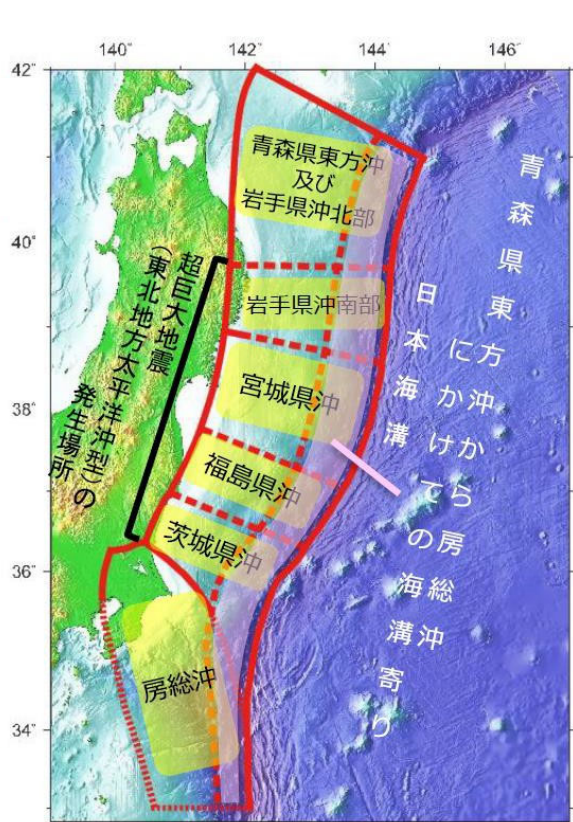 140° 142° 144° 146°
42°
40°
38°
36°
34°
青森県東方沖
及び
岩手県沖北部
岩手県沖南部
宮城県沖
福島県沖
茨城県沖
房総沖
超巨大地震
（東北地方太平洋沖型）の
発生場所
日本海溝
青森県東方沖から房総沖
にかけての海溝寄り